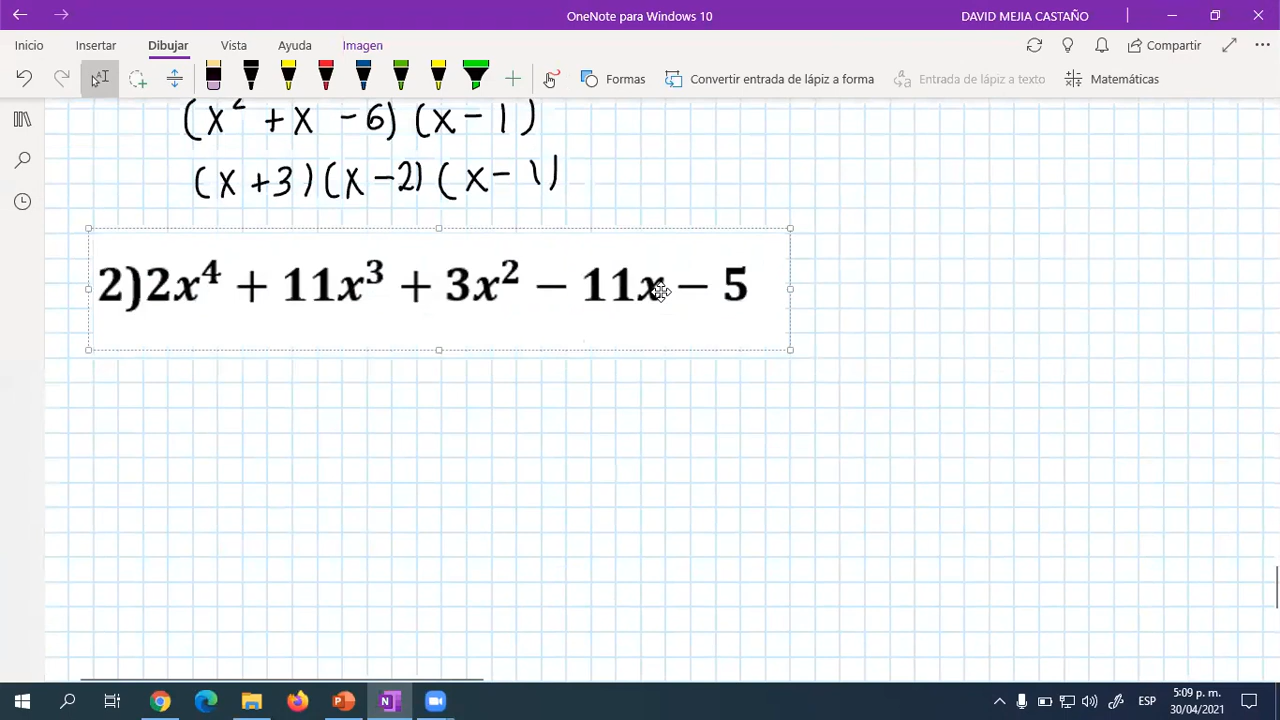 OneNote para Windows 10
DAVID MEJIA CASTAÑO
Inicio Insertar Dibujar Vista Ayuda Imagen Compartir
Formas Convertir entrada de lápiz a forma Entrada de lápiz a texto Matemáticas
(x² + x - 6) (x - 1)
(x + 3) (x - 2) (x - 1)
2)2x⁴ + 11x³ + 3x² − 11x − 5
ESP
5:09 p. m.
30/04/2021